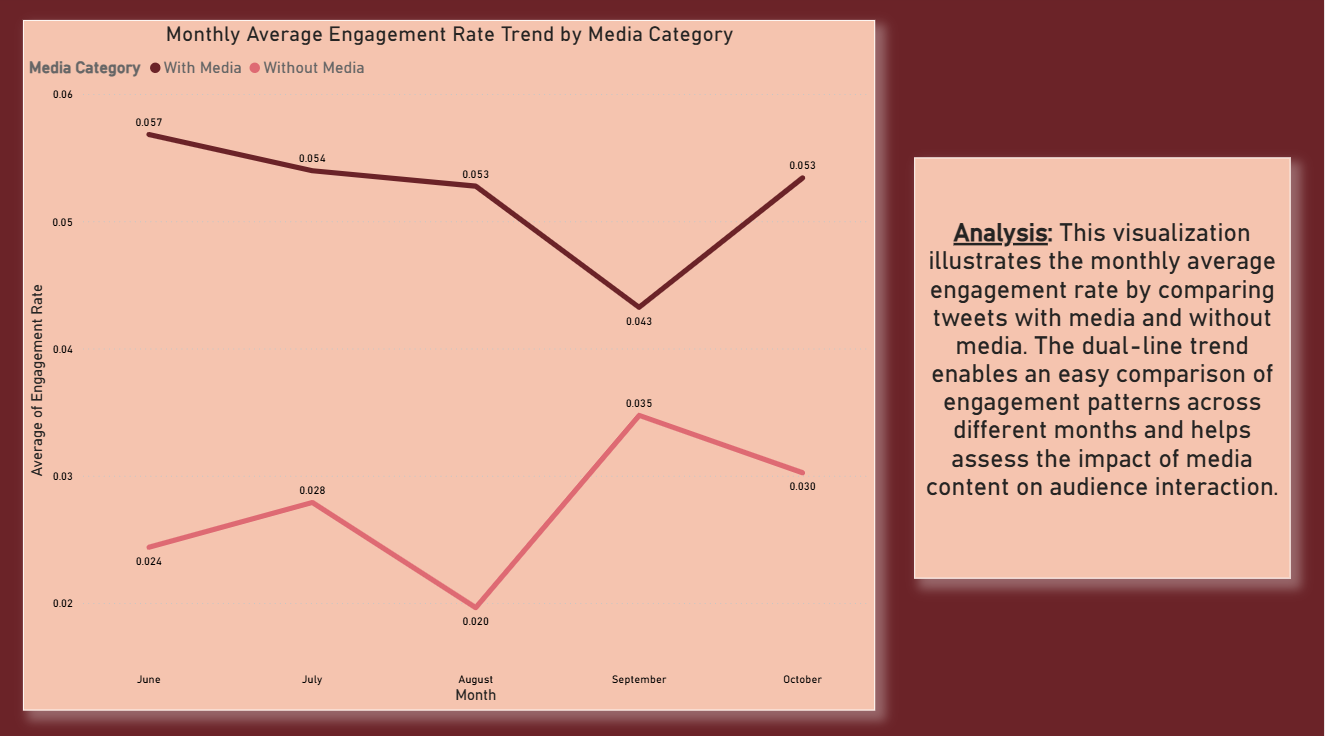 Monthly Average Engagement Rate Trend by Media Category
Media Category With Media Without Media
0.06
0.05
0.04
0.03
0.02
Average of Engagement Rate
0.057
0.054
0.053
0.043
0.053
0.024
0.028
0.020
0.035
0.030
June July August September October
Month
Analysis: This visualization
illustrates the monthly average
engagement rate by comparing
tweets with media and without
media. The dual-line trend
enables an easy comparison of
engagement patterns across
different months and helps
assess the impact of media
content on audience interaction.